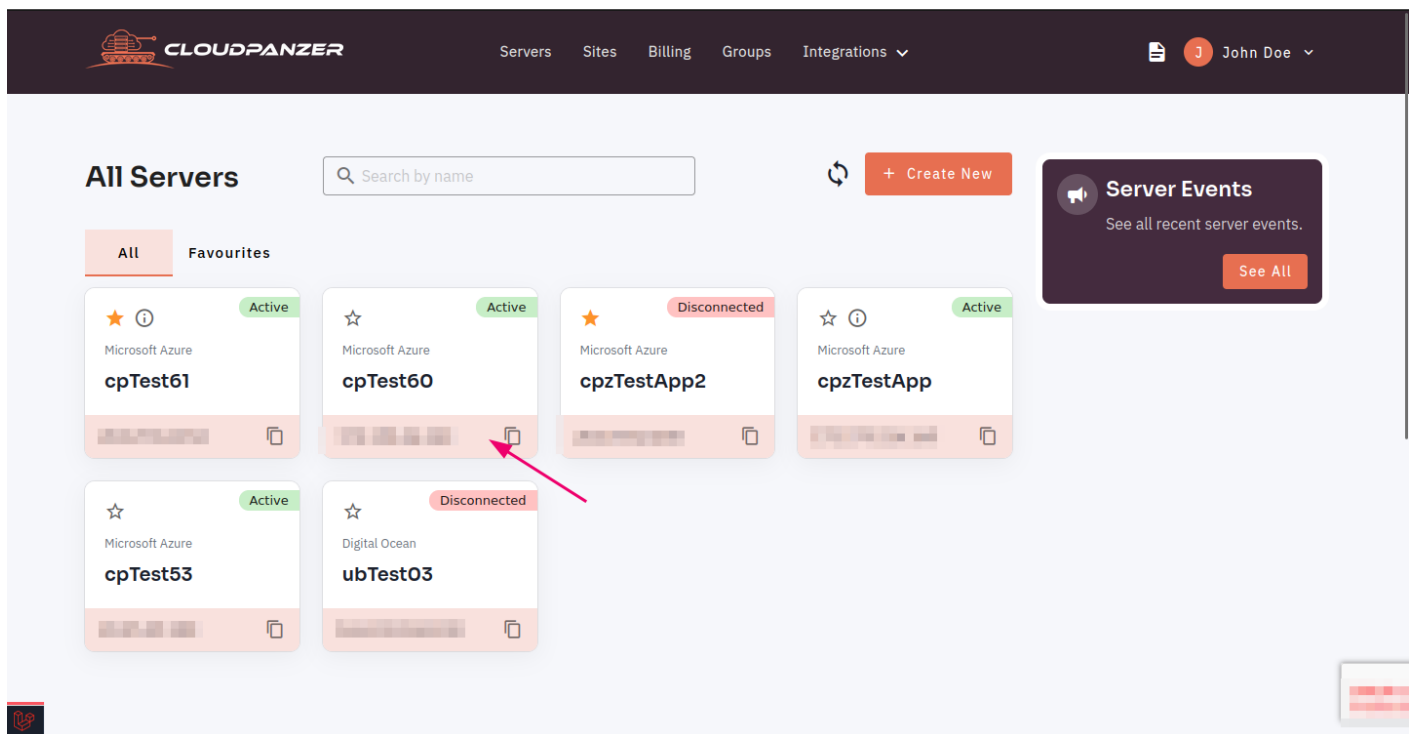 CLOUDPANZER
Servers Sites Billing Groups Integrations
J John Doe
All Servers
Search by name
+ Create New
Server Events
See all recent server events.
See All
All Favourites
Active
Microsoft Azure
cpTest61
Active
Microsoft Azure
cpTest60
Disconnected
Microsoft Azure
cpzTestApp2
Active
Microsoft Azure
cpzTestApp
Active
Microsoft Azure
cpTest53
Disconnected
Digital Ocean
ubTest03